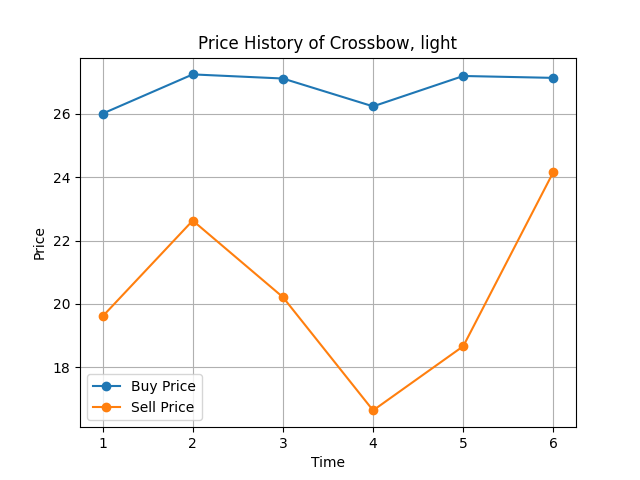 Price History of Crossbow, light
Price
26
24
22
20
18
Buy Price
Sell Price
1 2 3 4 5 6
Time